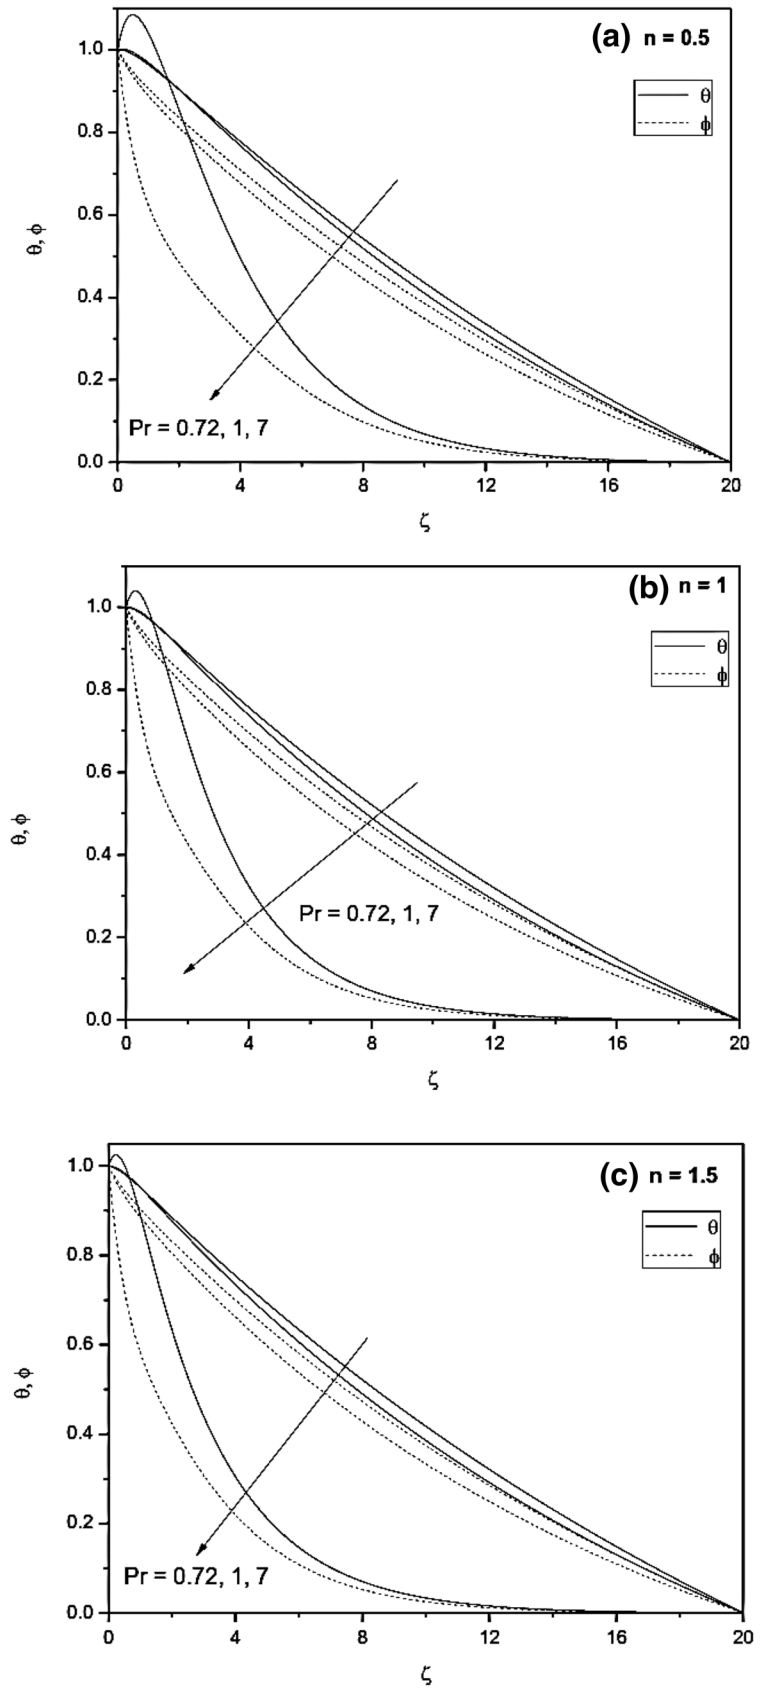 (a) n = 0.5
θ
ϕ
θ, ϕ
1.0
0.8
0.6
0.4
0.2
0.0
Pr = 0.72, 1, 7
0 4 8 12 16 20
ζ
(b) n = 1
θ
ϕ
θ, ϕ
1.0
0.8
0.6
0.4
0.2
0.0
Pr = 0.72, 1, 7
0 4 8 12 16 20
ζ
(c) n = 1.5
θ
ϕ
θ, ϕ
1.0
0.8
0.6
0.4
0.2
0.0
Pr = 0.72, 1, 7
0 4 8 12 16 20
ζ